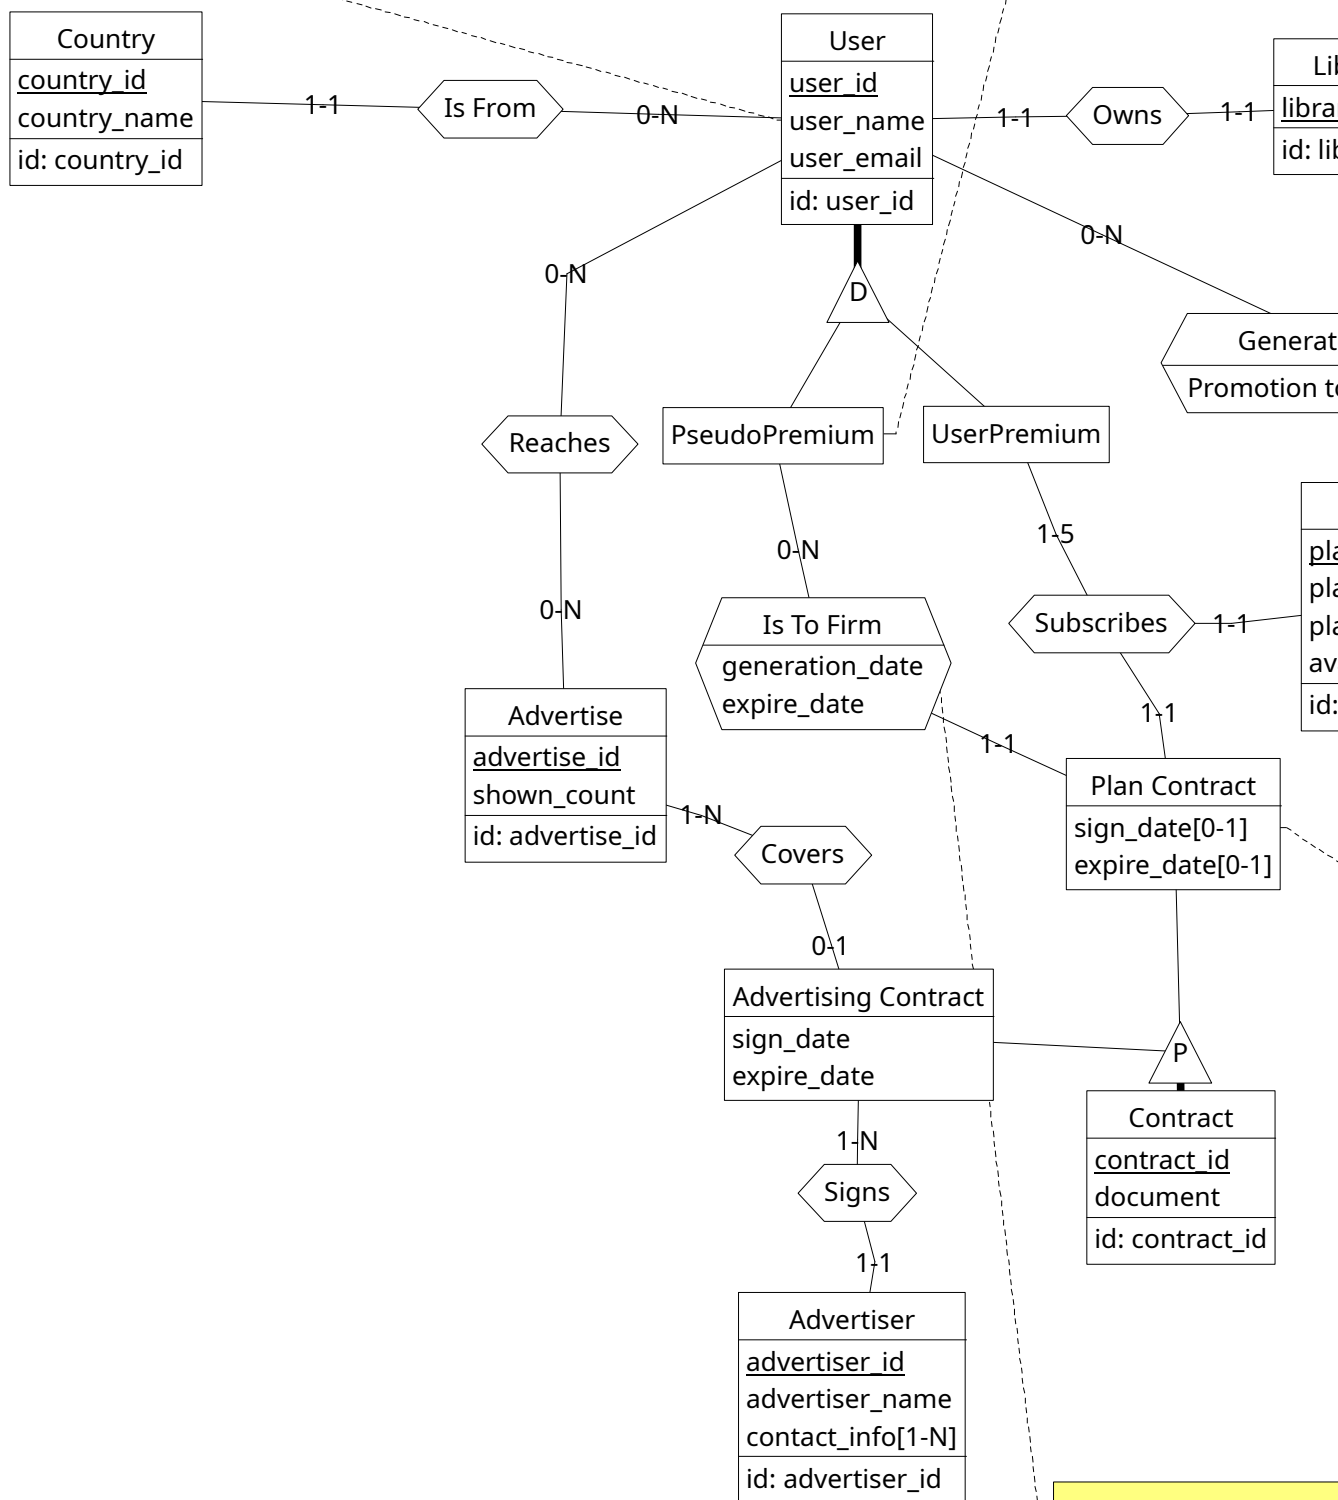 Country
country_id
country_name
id: country_id
1-1
Is From
0-N
User
user_id
user_name
user_email
id: user_id
1-1
Owns
1-1
0-N
D
0-N
Reaches
0-N
PseudoPremium
UserPremium
Promotion
0-N
1-5
Is To Firm
generation_date
expire_date
Subscribes
1-1
1-1
1-1
Advertise
advertise_id
shown_count
id: advertise_id
1-N
Covers
0-1
Plan Contract
sign_date[0-1]
expire_date[0-1]
Advertising Contract
sign_date
expire_date
P
Contract
contract_id
document
id: contract_id
1-N
Signs
1-1
Advertiser
advertiser_id
advertiser_name
contact_info[1-N]
id: advertiser_id